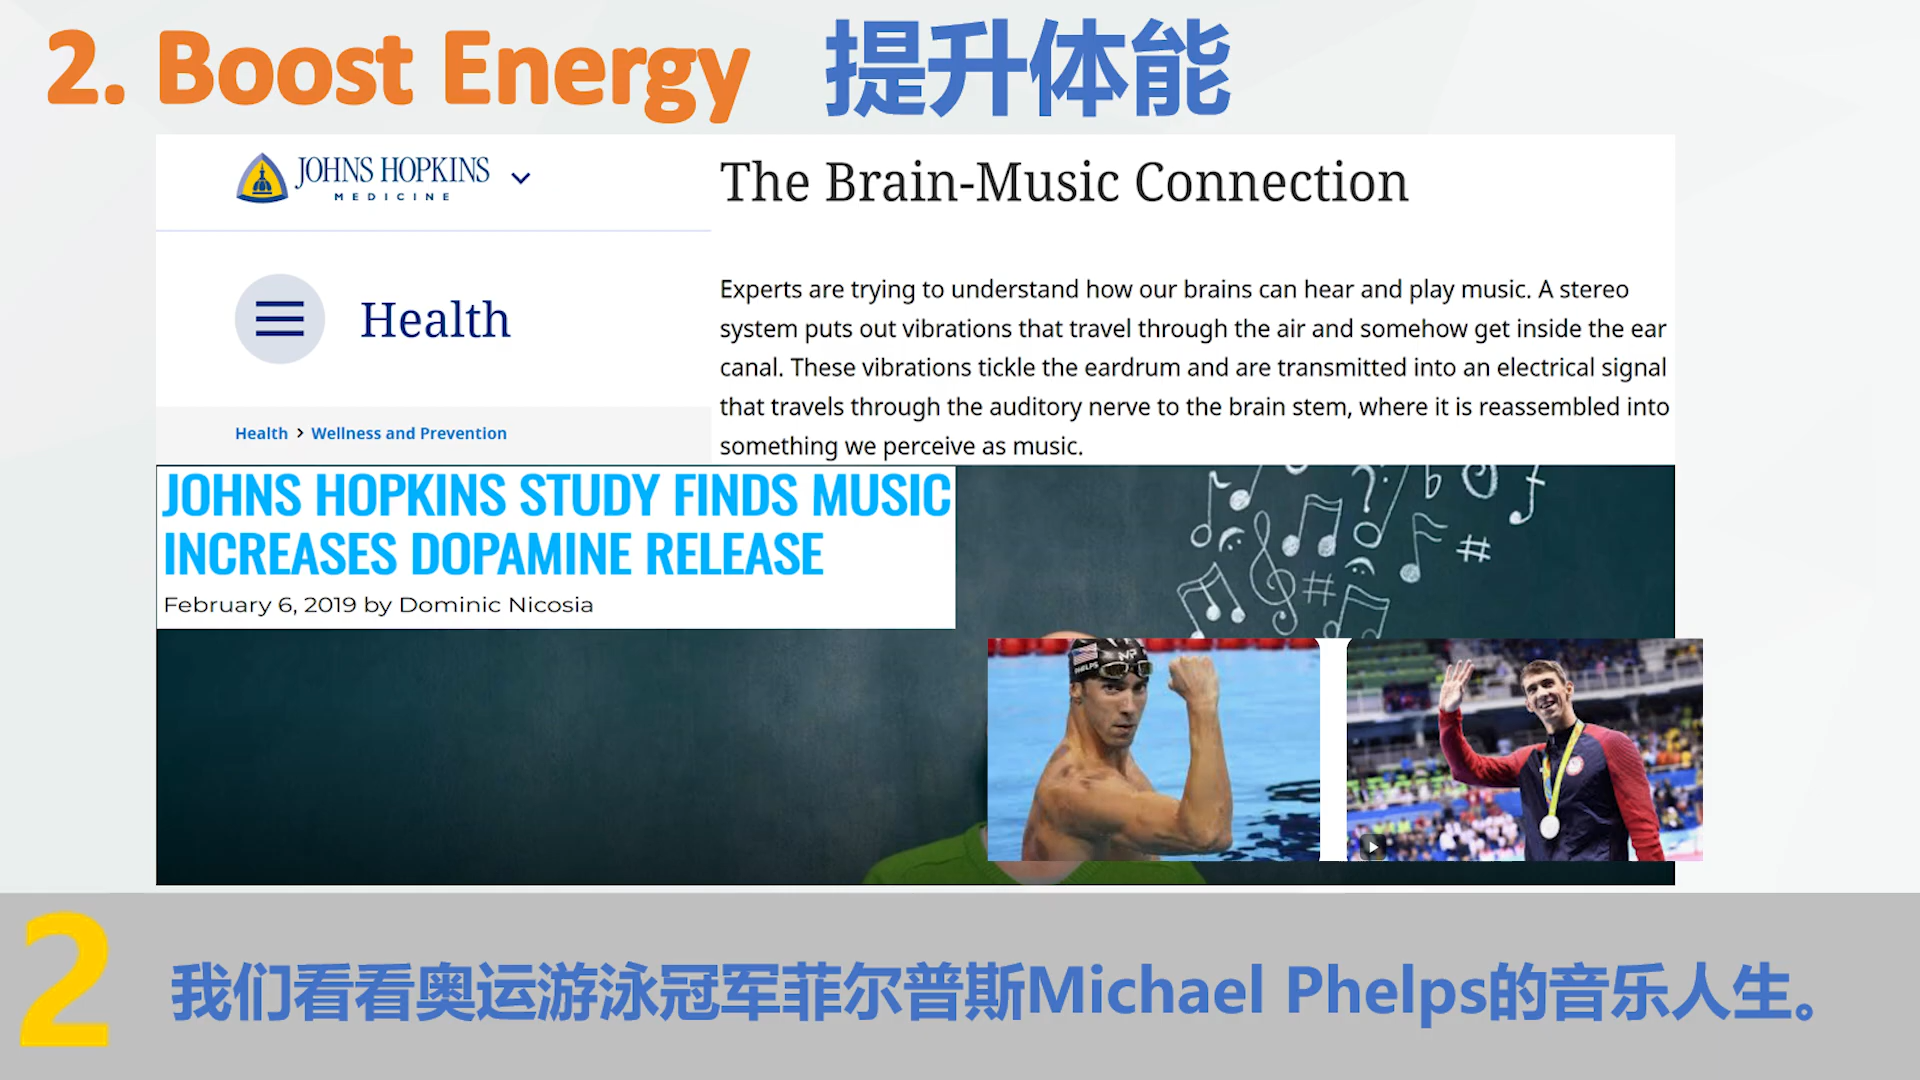 2. Boost Energy 提升体能
JOHNS HOPKINS
MEDICINE
Health
Health > Wellness and Prevention
The Brain-Music Connection
Experts are trying to understand how our brains can hear and play music. A stereo
system puts out vibrations that travel through the air and somehow get inside the ear
canal. These vibrations tickle the eardrum and are transmitted into an electrical signal
that travels through the auditory nerve to the brain stem, where it is reassembled into
something we perceive as music.
JOHNS HOPKINS STUDY FINDS MUSIC
INCREASES DOPAMINE RELEASE
February 6, 2019 by Dominic Nicosia
PHELPS
MP
2
我们看看奥运游泳冠军菲尔普斯Michael Phelps的音乐人生。